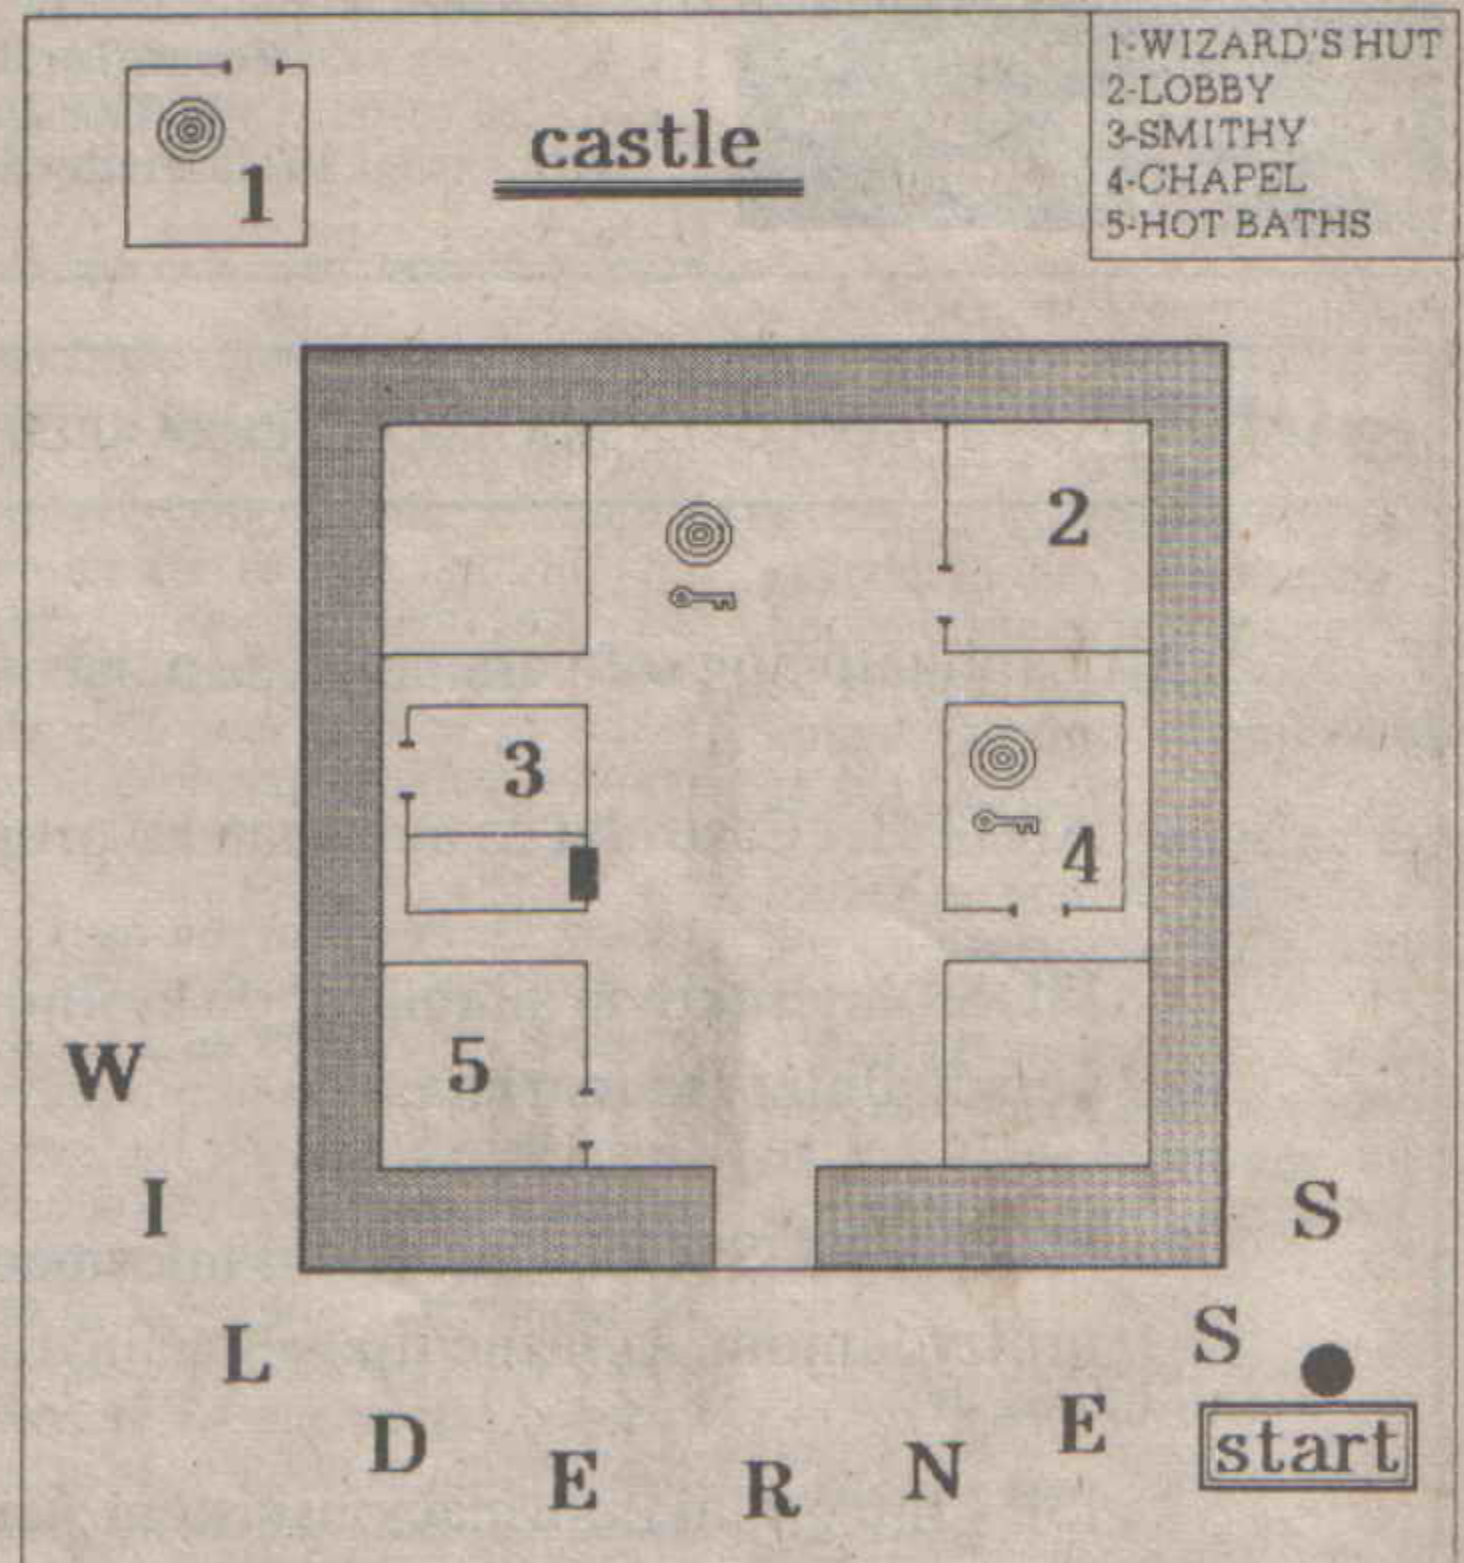 1-WIZARD'S HUT
2-LOBBY
3-SMITHY
4-CHAPEL
5-HOT BATHS
castle
1
2
3
4
5
WILDERNESS
start